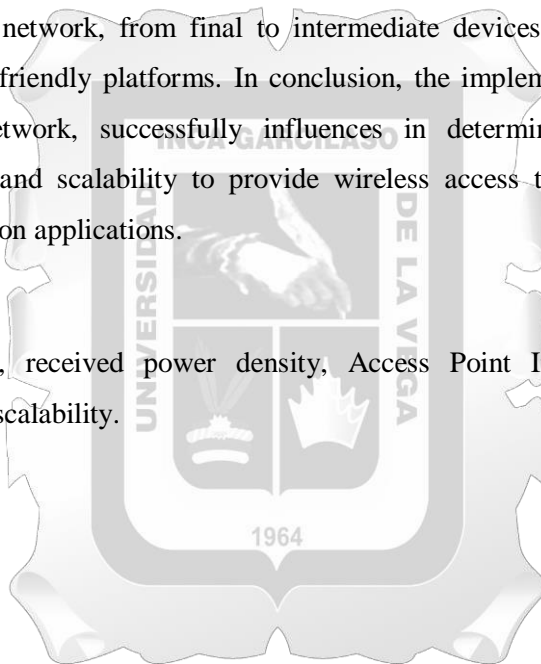 network, from final to intermediate devices
friendly platforms. In conclusion, the implem
etwork, successfully influences in determin
INCA GARCILASO
and scalability to provide wireless access t
on applications.
UNIVERSIDAD
DE LA VEGA
, received power density, Access Point I
scalability.
1964